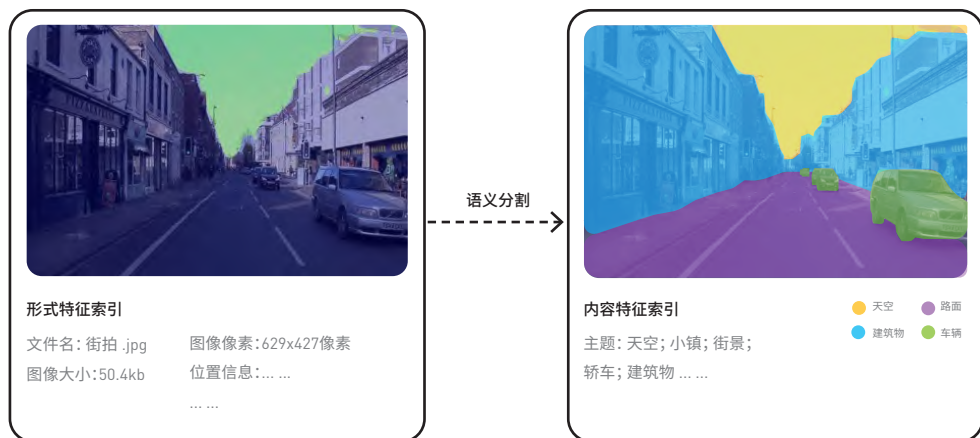 语义分割
形式特征索引
文件名：街拍 .jpg
图像大小：50.4kb
图像像素：629x427像素
位置信息：... ...
... ...
内容特征索引
主题：天空；小镇；街景；
轿车；建筑物 ... ...
天空
路面
建筑物
车辆